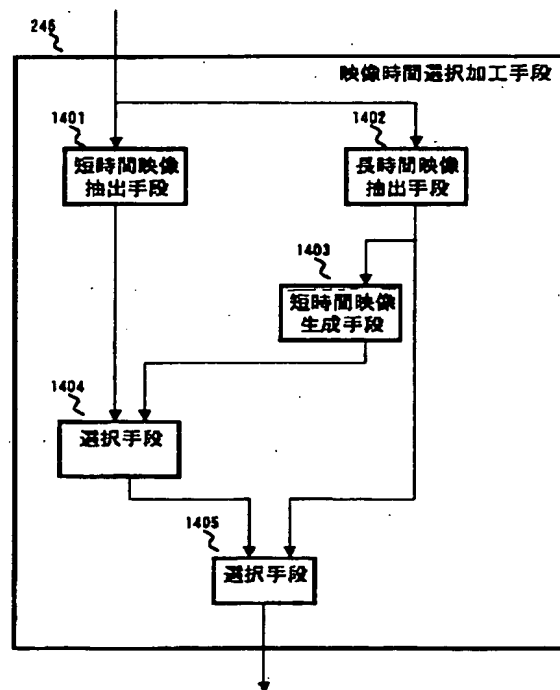 246
映像時間選択加工手段
1401
1402
短時間映像
抽出手段
長時間映像
抽出手段
1403
短時間映像
生成手段
1404
選択手段
1405
選択手段